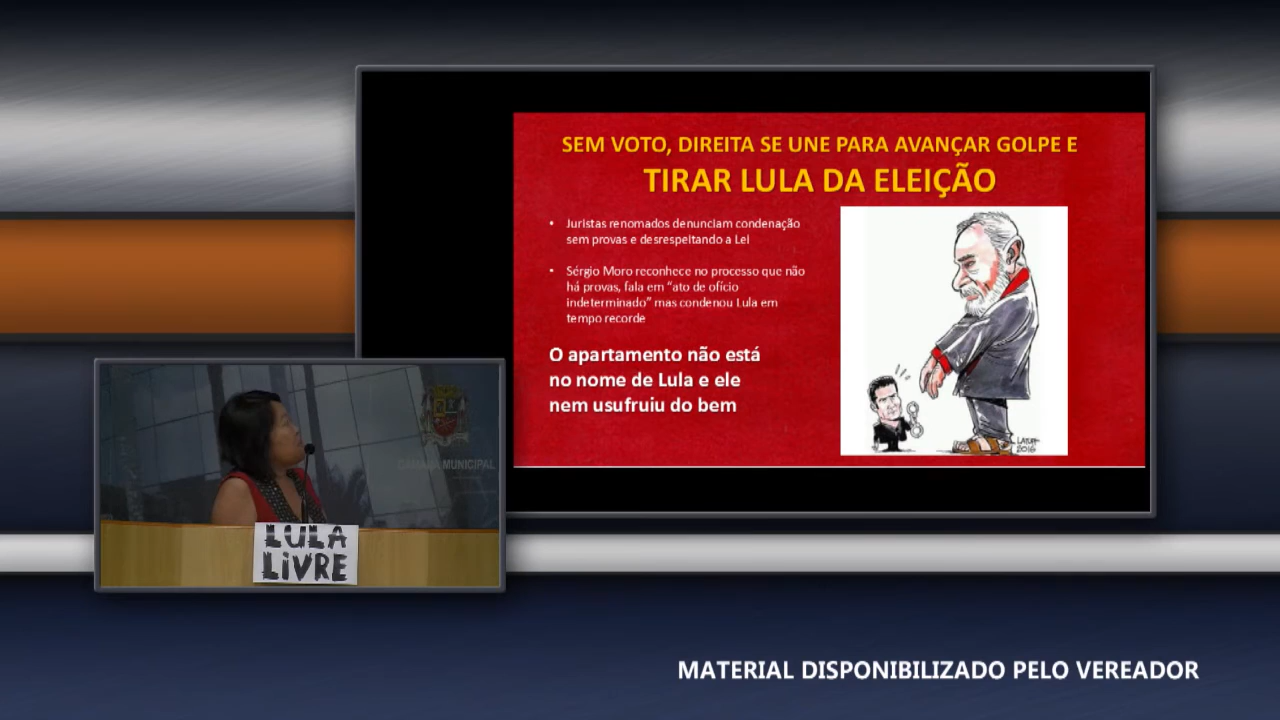 SEM VOTO, DIREITA SE UNE PARA AVANÇAR GOLPE E
TIRAR LULA DA ELEIÇÃO
• Juristas renomados denunciam condenação
sem provas e desrespeitando a Lei
• Sérgio Moro reconhece no processo que não
há provas, fala em “ato de ofício
indeterminado” mas condenou Lula em
tempo recorde
O apartamento não está
no nome de Lula e ele
nem usufruiu do bem
LATUFF
2016
CÂMARA MUNICIPAL
LULA
LiVRE
MATERIAL DISPONIBILIZADO PELO VEREADOR